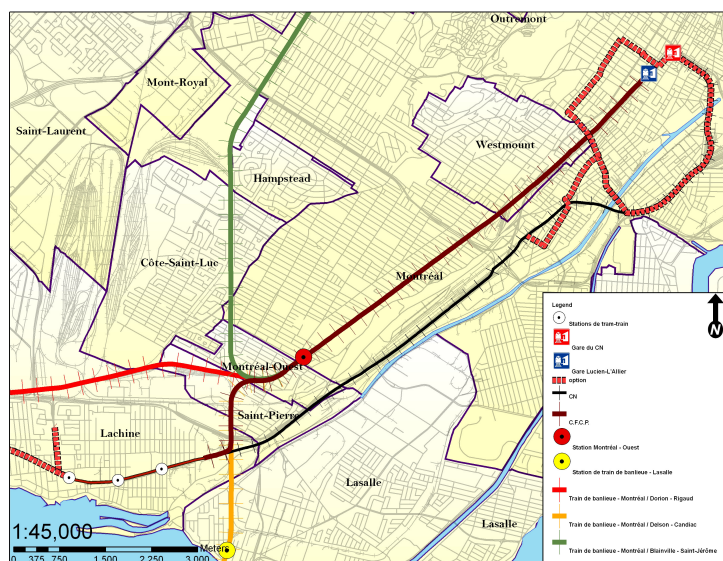 Outremont
Mont-Royal
Saint-Laurent
Westmount
Hampstead
Côte-Saint-Luc
Montréal
Montréal-Ouest
Saint-Pierre
Lachine
Lasalle
Lasalle
1:45,000
Meters
0 375 750 1,500 2,250 3,000
Legend
Stations de tram-train
Gare du CN
Gare Lucien-L'Allier
option
CN
C.F.C.P.
Station Montréal - Ouest
Station de train de banlieue - Lasalle
Train de banlieue - Montréal / Dorion - Rigaud
Train de banlieue - Montréal / Delson - Candiac
Train de banlieue - Montréal / Blainville - Saint-Jérôme
N